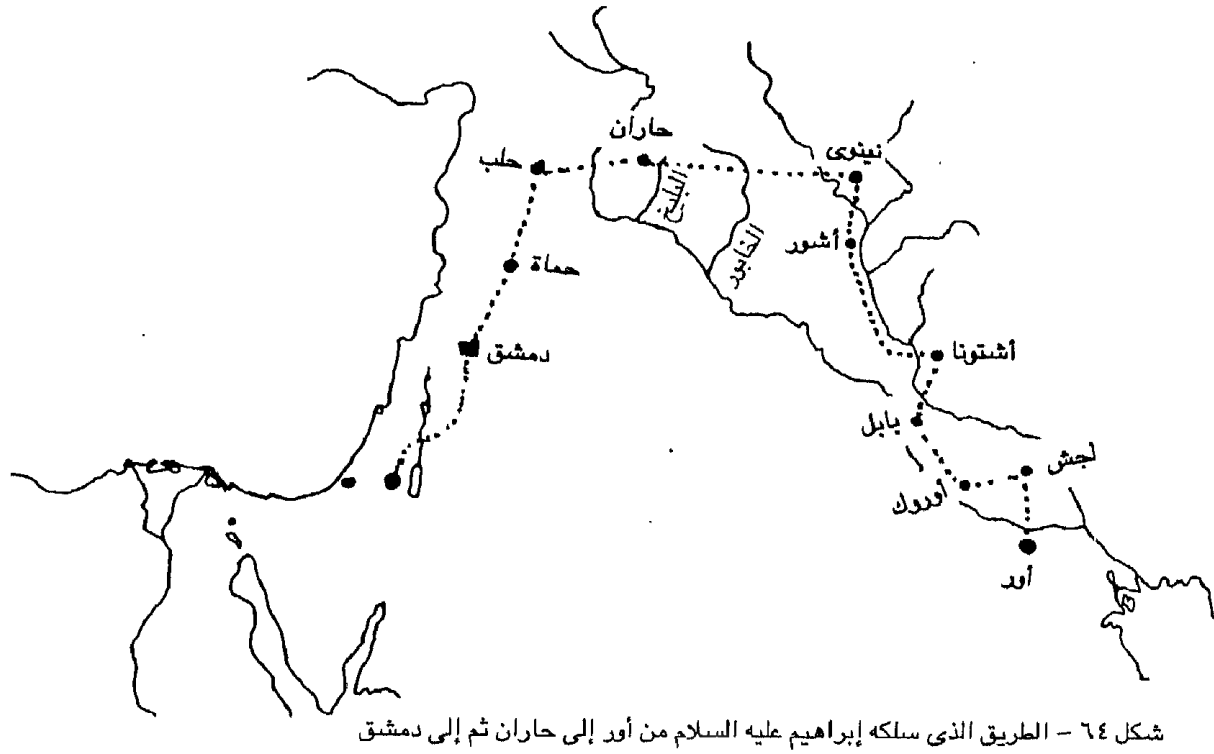 حاران
نينوى
حلب
البليخ
الخابور
أشور
حماة
دمشق
أشتونا
بابل
لجش
أوروك
أور
شكل ٦٤ – الطريق الذي سلكه إبراهيم عليه السلام من أور إلى حاران ثم إلى دمشق